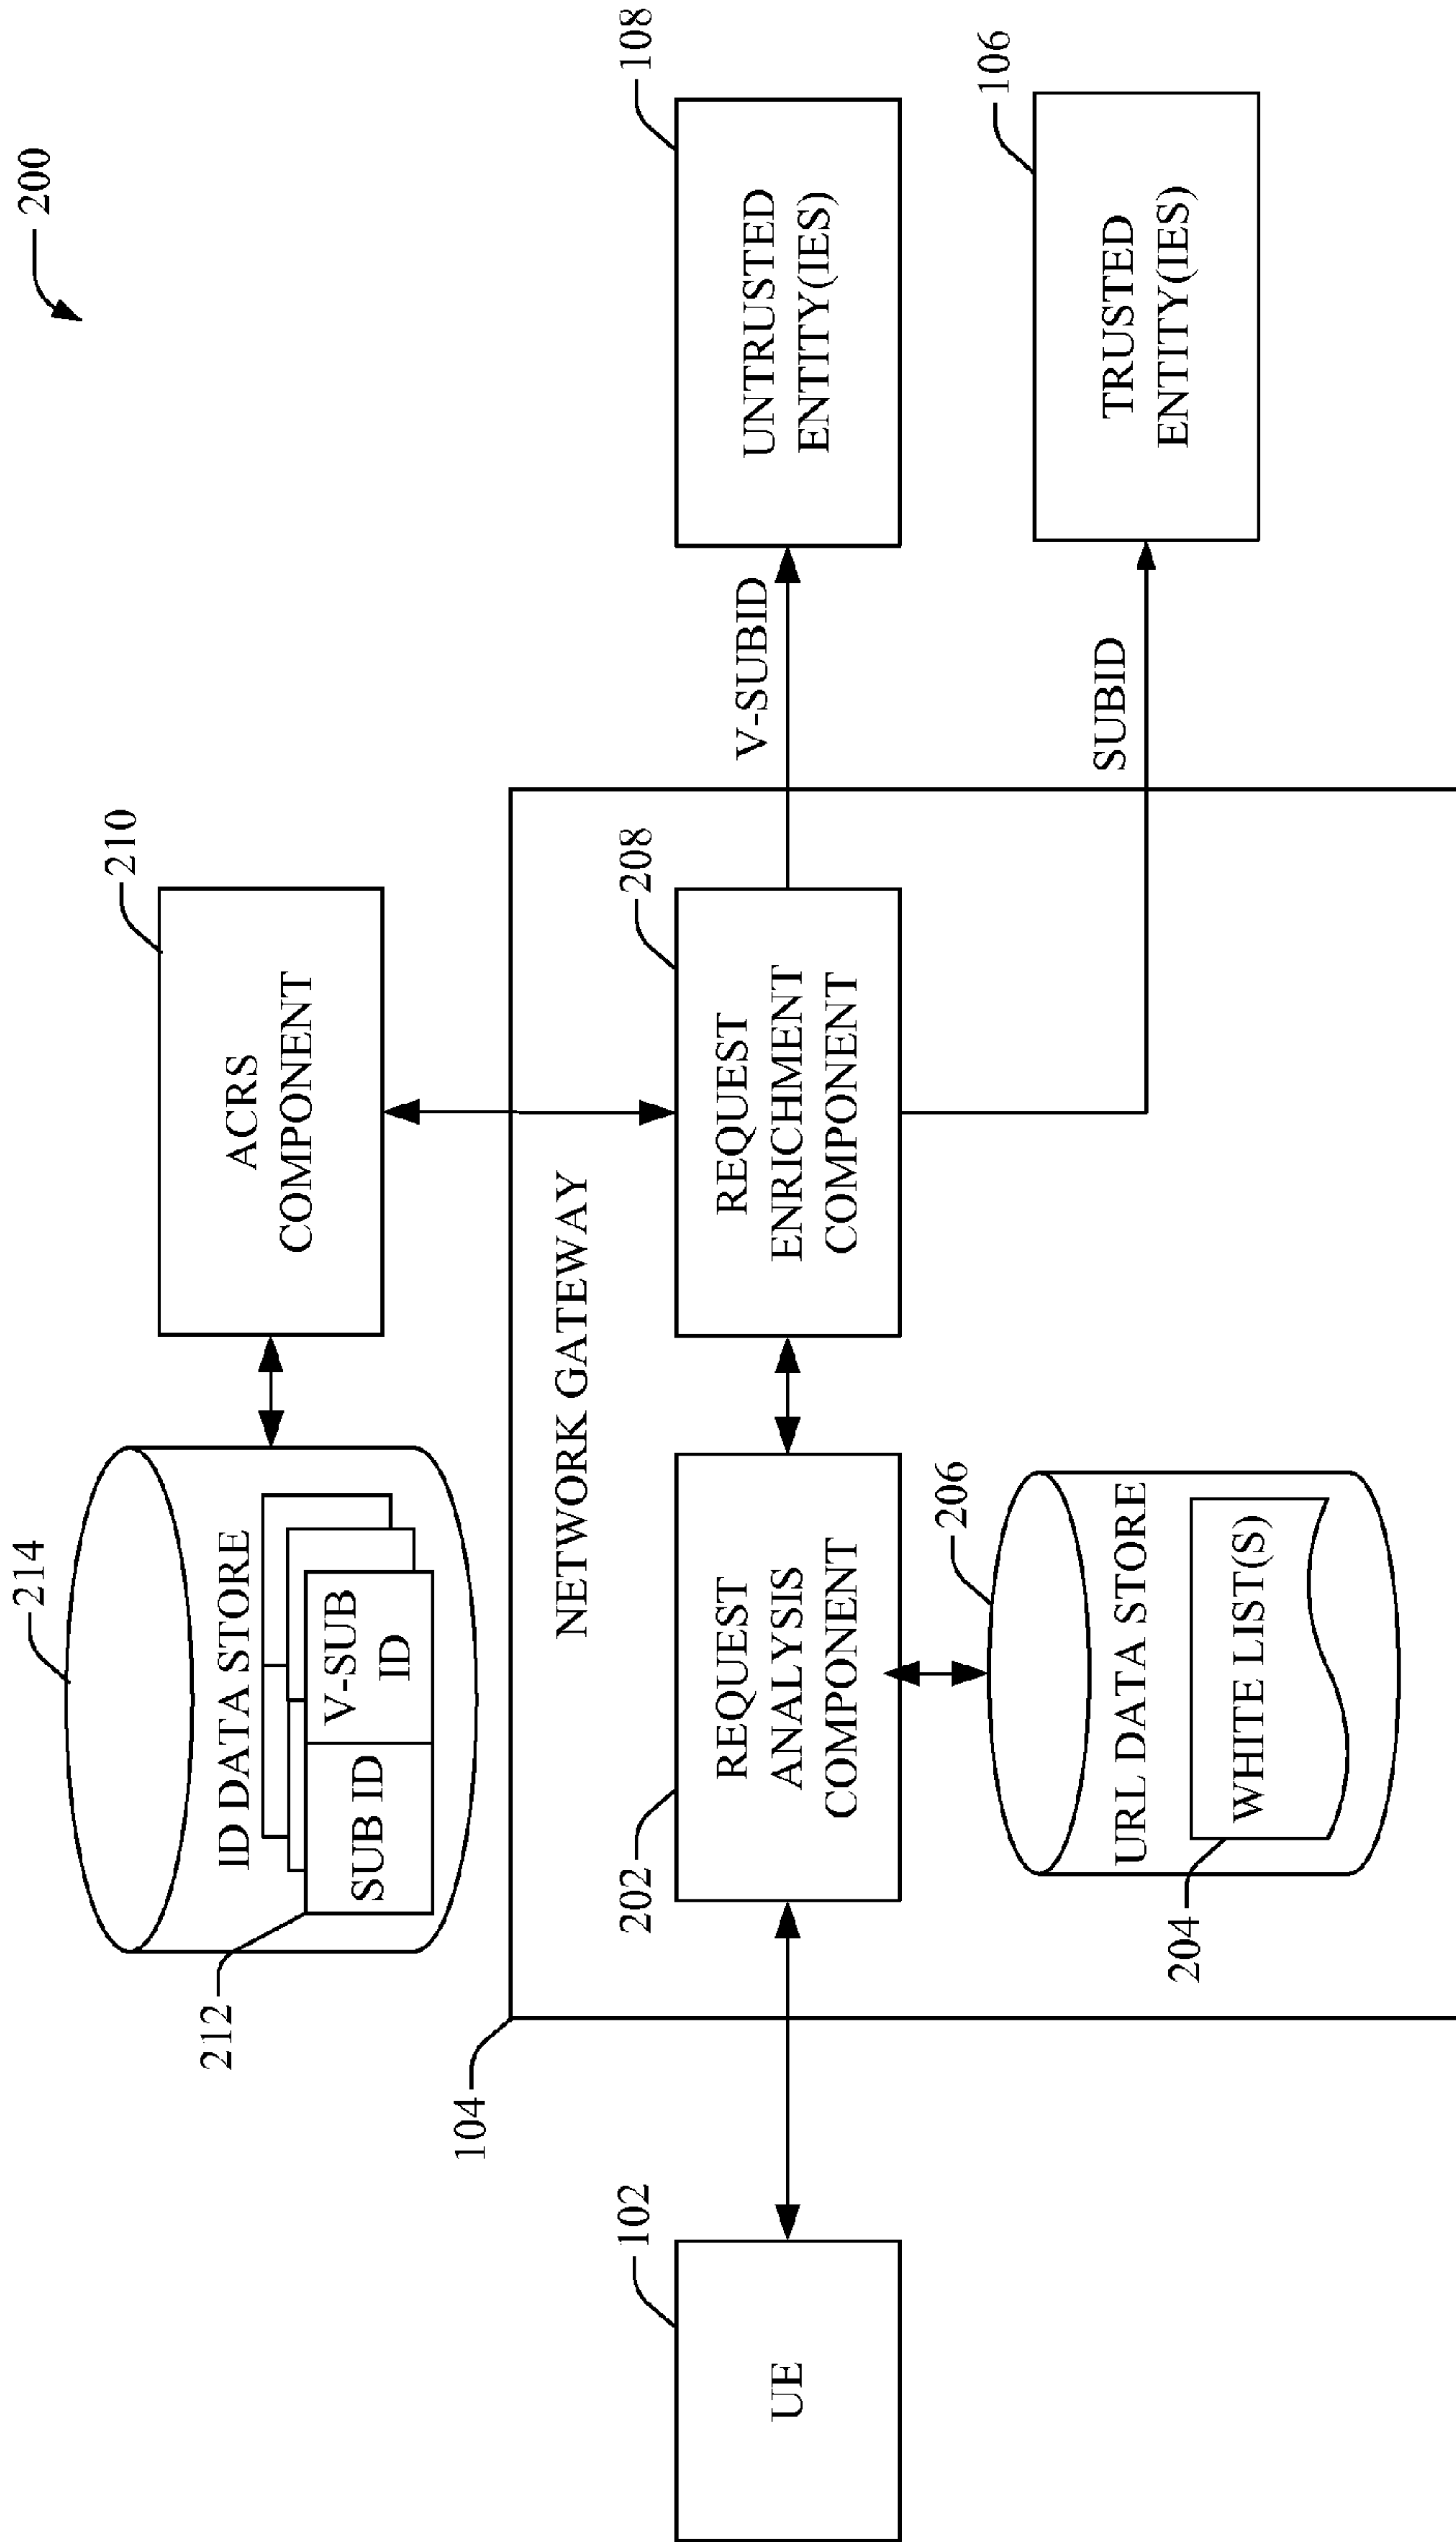 200
214
ID DATA STORE
SUB ID
V-SUB
ID
212
210
ACRS
COMPONENT
104
NETWORK GATEWAY
102
UE
202
REQUEST
ANALYSIS
COMPONENT
208
REQUEST
ENRICHMENT
COMPONENT
V-SUBID
108
UNTRUSTED
ENTITY(IES)
206
URL DATA STORE
WHITE LIST(S)
204
SUBID
106
TRUSTED
ENTITY(IES)